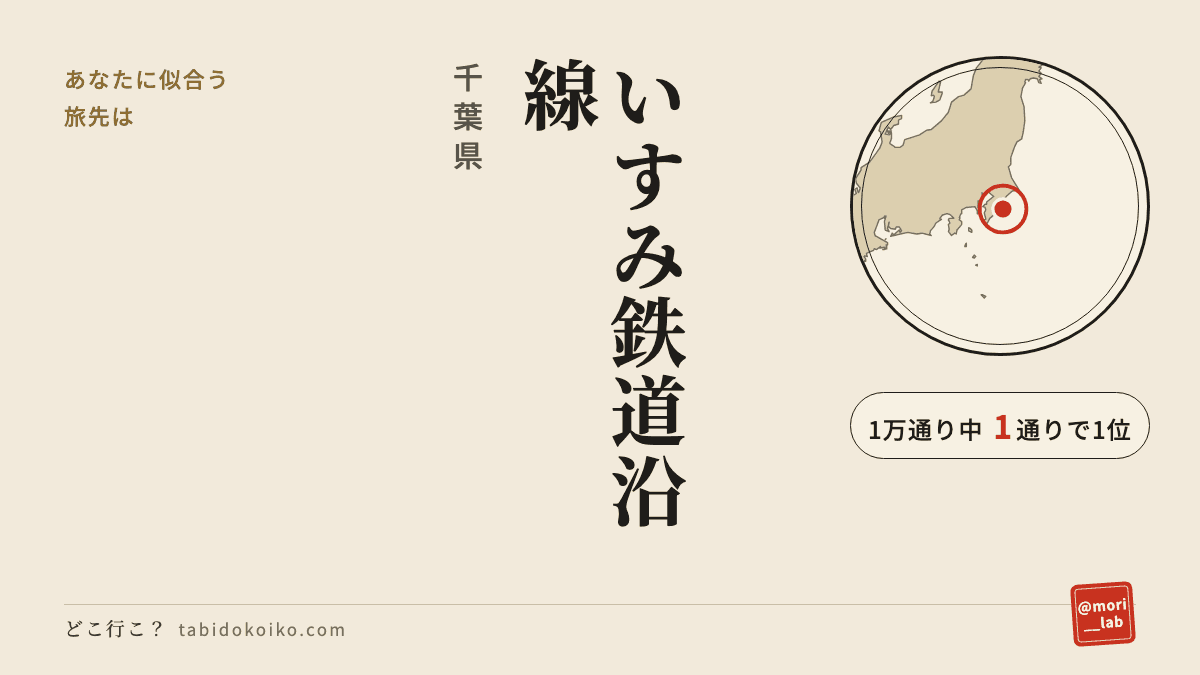 あなたに似合う
旅先は
いすみ鉄道沿
線
千葉県
1万通り中 1通りで1位
どこ行こ？ tabidokoiko.com
@mori
__lab